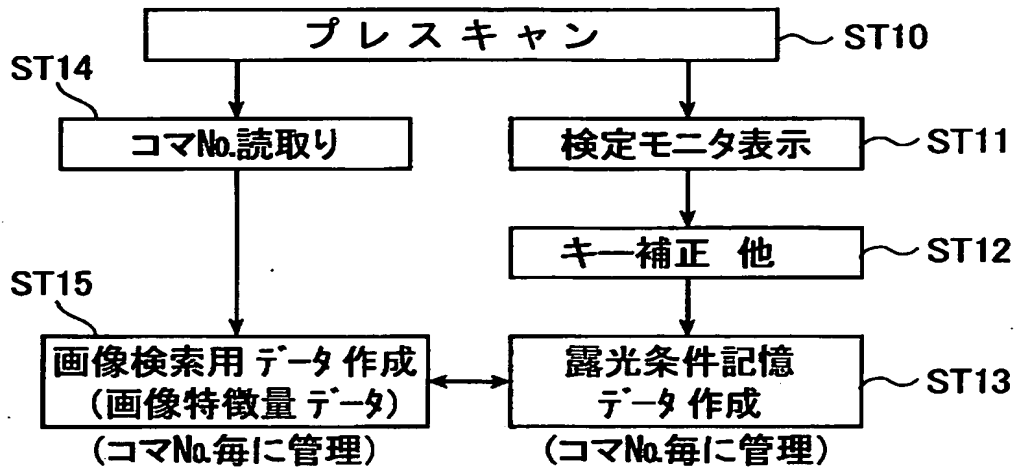 プレスキャン
ST10
ST14
コマNo.読取り
検定モニタ表示
ST11
キー補正 他
ST12
ST15
画像検索用データ作成
(画像特徴量データ)
(コマNo.毎に管理)
露光条件記憶
データ作成
ST13
(コマNo.毎に管理)